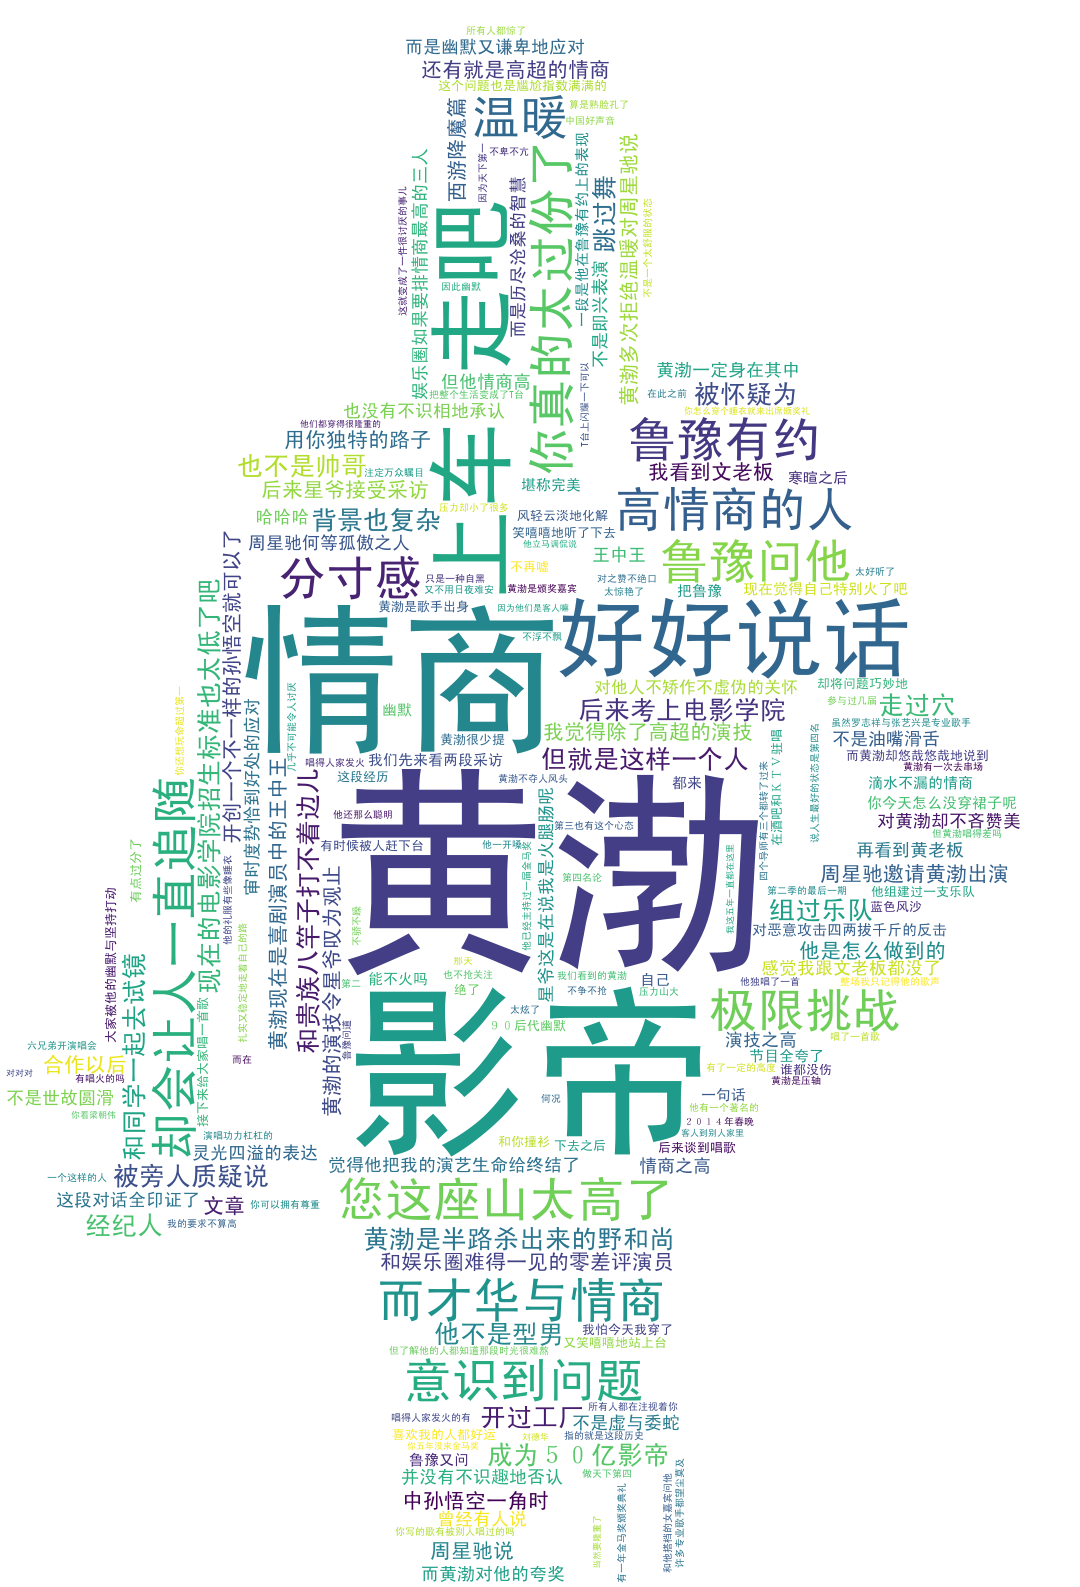 所有人都惊了
而是幽默又谦卑地应对
还有就是高超的情商
这个问题也是尴尬指数满满的
温暖
算是熟脸孔了
中国好声音
西游降魔篇
因为天下第一
不卑不亢
走吧
因此幽默
而是历尽沧桑的智慧
你真的太过份了
一段是他在鲁豫有约上的表现
跳过舞
不是即兴表演
黄渤多次拒绝温暖对周星驰说
不是一个太舒服的状态
这就变成了一件很讨厌的事儿
娱乐圈如果要排情商最高的三人
T台上闪腰一下可以
但他情商高
把整个生活变成了T台
也没有不识相地承认
他们都穿得很隆重的
用你独特的路子
也不是帅哥
注定万众瞩目
后来星爷接受采访
上车
堪称完美
压力却小了很多
哈哈哈
背景也复杂
风轻云淡地化解
笑嘻嘻地听了下去
他立马调侃说
周星驰何等孤傲之人
分寸感
只是一种自黑
又不用日夜难安
不再嘘
黄渤是颁奖嘉宾
黄渤是歌手出身
因为他们是客人嘛
黄渤一定身在其中
在此之前
被怀疑为
你怎么穿个睡衣就来出席颁奖礼
鲁豫有约
我看到文老板
寒暄之后
高情商的人
王中王
鲁豫问他
太好听了
对之赞不绝口
太惊艳了
把鲁豫
现在觉得自己特别火了吧
情商
不浮不飘
好好说话
对他人不矫作不虚伪的关怀
却将问题巧妙地
后来考上电影学院
参与过几届
走过穴
幽默
几乎不可能令人讨厌
黄渤很少提
我觉得除了高超的演技
虽然罗志祥与张艺兴是专业歌手
不是油嘴滑舌
唱得人家发火
我们先来看两段采访
但就是这样一个人
而黄渤却悠哉悠哉地说到
黄渤有一次去串场
这段经历
黄渤不夺人风头
都来
滴水不漏的情商
在酒吧和KTV驻唱
说人生最好的状态是第四名
四个导师有三个都转了过来
你今天怎么没穿裙子呢
对黄渤却不吝赞美
但黄渤唱得差吗
再看到黄老板
周星驰邀请黄渤出演
第二季的最后一期
他组建过一支乐队
组过乐队
蓝色风沙
对恶意攻击四两拨千斤的反击
他是怎么做到的
感觉我跟文老板都没了
他独唱了一首
整场我只记得他的歌声
开创一个不一样的孙悟空就可以了
现在的电影学院招生标准也太低了吧
你还想玩命超过第一
审时度势恰到好处的应对
却会让人一直追随
他的礼服有些像睡衣
扎实又稳定地走着自己的路
黄渤现在是喜剧演员中的王中王
和贵族八竿子打不着边儿
黄渤的演技令星爷叹为观止
鲁豫问道
有点过分了
大家被他的幽默与坚持打动
和同学一起去试镜
接下来给大家唱一首歌
他还那么聪明
有时候被人赶下台
他一开嗓
第三也有这个心态
第四名论
他已经主持过一届金马奖
星爷这是在说我是火腿肠呢
我这五年一直都在这里
不骄不躁
黄渤
那天
能不火吗
也不抢关注
第二
绝了
我们看到的黄渤
自己
不争不抢
压力山大
太炫了
90后代幽默
影帝
何况
极限挑战
演技之高
唱了一首歌
节目全夸了
有了一定的高度
谁都没伤
黄渤是压轴
一句话
他有一个著名的
2014年春晚
客人到别人家里
后来谈到唱歌
和你撞衫
下去之后
情商之高
六兄弟开演唱会
合作以后
对对对
有唱火的吗
而在
不是世故圆滑
你看梁朝伟
演唱功力杠杠的
灵光四溢的表达
一个这样的人
被旁人质疑说
这段对话全印证了
文章
你可以拥有尊重
经纪人
我的要求不算高
觉得他把我的演艺生命给终结了
您这座山太高了
黄渤是半路杀出来的野和尚
和娱乐圈难得一见的零差评演员
而才华与情商
他不是型男
我怕今天我穿了
又笑嘻嘻地站上台
但了解他的人都知道那段时光很难熬
意识到问题
唱得人家发火的有
开过工厂
所有人都在注视着你
不是虚与委蛇
喜欢我的人都好运
刘德华
指的就是这段历史
你五年没来金马奖
鲁豫又问
成为50亿影帝
并没有不识趣地否认
做天下第四
中孙悟空一角时
曾经有人说
你写的歌有被别人唱过的吗
周星驰说
而黄渤对他的夸奖
当然要隆重了
有一年金马奖颁奖典礼
和他搭档的女嘉宾问他
许多专业歌手都望尘莫及